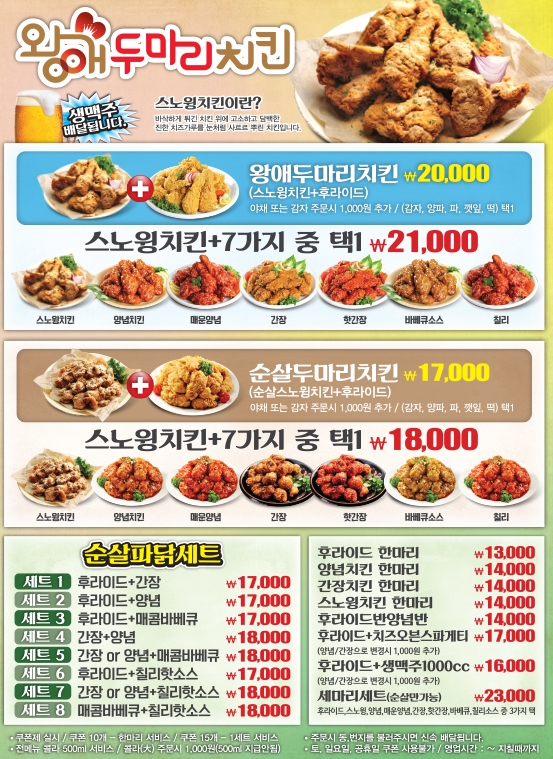 왕애두마리치킨
생맥주
배달됩니다.
스노윙치킨이란?
바삭하게 튀긴 치킨 위에 고소하고 담백한
진한 치즈가루를 눈처럼 사르르 뿌린 치킨입니다.
왕애두마리치킨 ₩20,000
(스노윙치킨+후라이드)
야채 또는 감자 주문시 1,000원 추가 / (감자, 양파, 파, 깻잎, 떡) 택1
스노윙치킨+7가지 중 택1 ₩21,000
스노윙치킨 양념치킨 매운양념 간장 핫간장 바베큐소스 칠리
순살두마리치킨 ₩17,000
(순살스노윙치킨+후라이드)
야채 또는 감자 주문시 1,000원 추가 / (감자, 양파, 파, 깻잎, 떡) 택1
스노윙치킨+7가지 중 택1 ₩18,000
스노윙치킨 양념치킨 매운양념 간장 핫간장 바베큐소스 칠리
순살파닭세트
세트 1 후라이드+간장 ₩17,000
세트 2 후라이드+양념 ₩17,000
세트 3 후라이드+매콤바베큐 ₩17,000
세트 4 간장+양념 ₩18,000
세트 5 간장 or 양념+매콤바베큐 ₩18,000
세트 6 후라이드+칠리핫소스 ₩17,000
세트 7 간장 or 양념+칠리핫소스 ₩18,000
세트 8 매콤바베큐+칠리핫소스 ₩18,000
후라이드 한마리 ₩13,000
양념치킨 한마리 ₩14,000
간장치킨 한마리 ₩14,000
스노윙치킨 한마리 ₩14,000
후라이드반양념반 ₩14,000
후라이드+치즈오븐스파게티 ₩17,000
(양념/간장으로 변경시 1,000원 추가)
후라이드+생맥주1000cc ₩16,000
(양념/간장으로 변경시 1,000원 추가)
세마리세트(순살만가능) ₩23,000
후라이드,스노윙,양념,매운양념,간장,핫간장,바베큐,칠리소스 중 3가지 택
• 쿠폰제 실시 / 쿠폰 10개 - 한마리 서비스 / 쿠폰 15개 - 1세트 서비스
• 전메뉴 콜라 500ml 서비스 / 콜라(大) 주문시 1,000원(500ml 지급안됨)
• 주문시 동,번지를 불러주시면 신속 배달됩니다.
• 토, 일요일, 공휴일 쿠폰 사용불가 / 영업시간 : ~ 지칠때까지